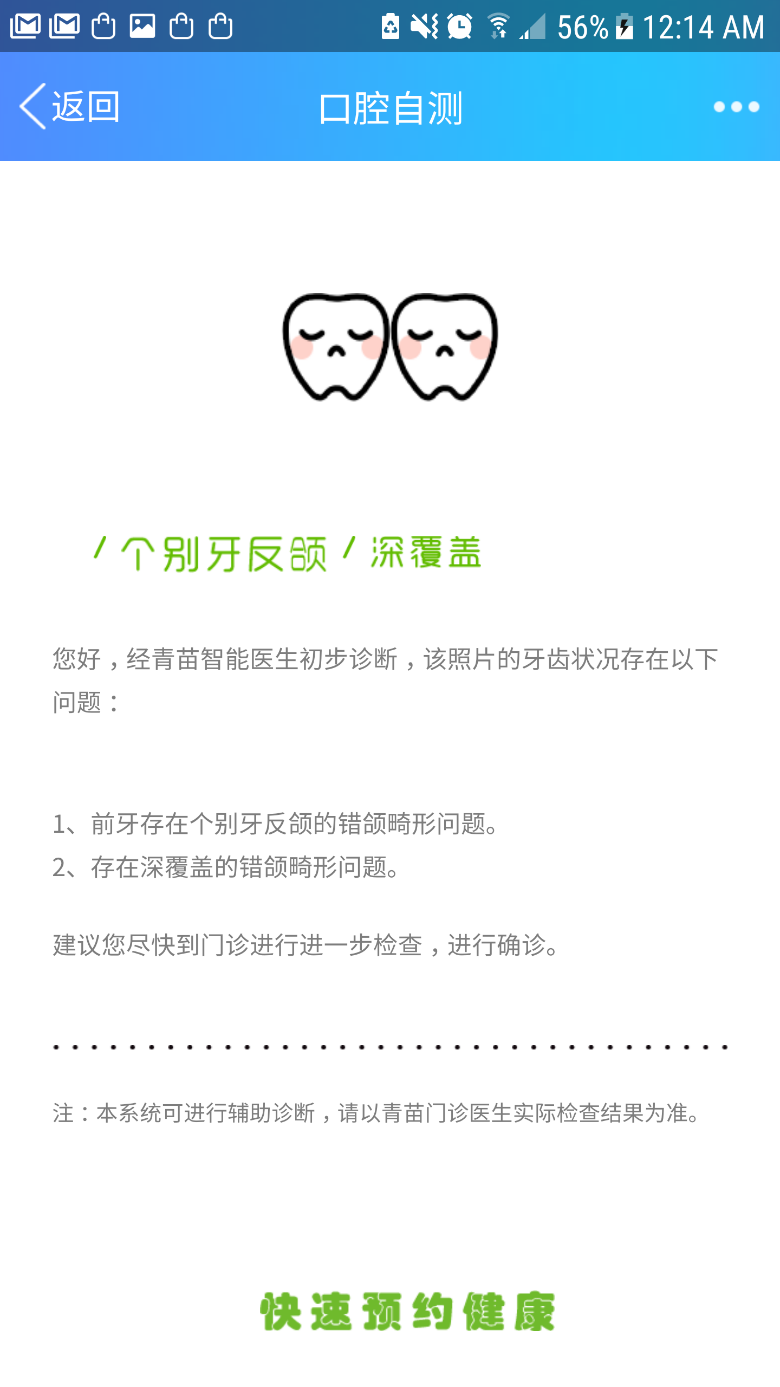 56% 12:14 AM
返回 口腔自测
个别牙反颌 深覆盖
您好，经青苗智能医生初步诊断，该照片的牙齿状况存在以下
问题：
1、前牙存在个别牙反颌的错颌畸形问题。
2、存在深覆盖的错颌畸形问题。
建议您尽快到门诊进行进一步检查，进行确诊。
注：本系统可进行辅助诊断，请以青苗门诊医生实际检查结果为准。
快速预约健康